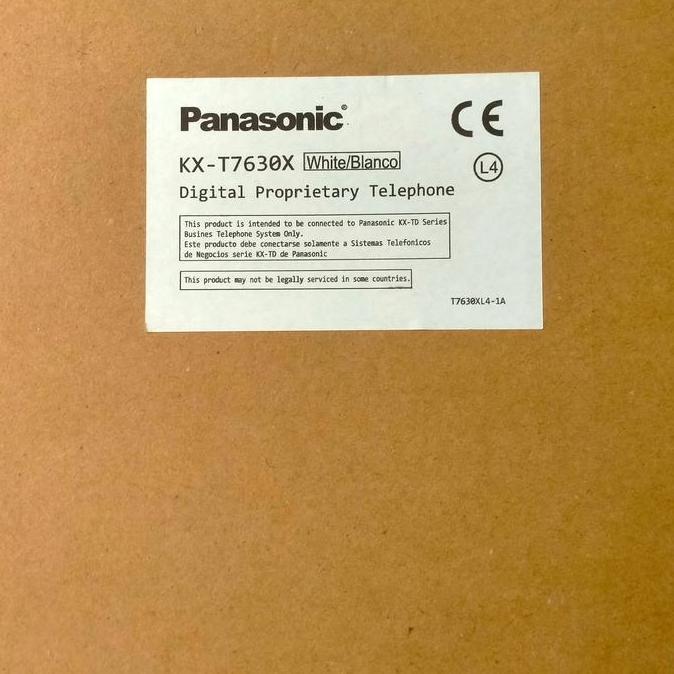 Panasonic®
CE
KX-T7630X White/Blanco
L4
Digital Proprietary Telephone
This product is intended to be connected to Panasonic KX-TD Series
Busines Telephone System Only.
Este producto debe conectarse solamente a Sistemas Telefonicos
de Negocios serie KX-TD de Panasonic
This product may not be legally serviced in some countries.
T7630XL4-1A